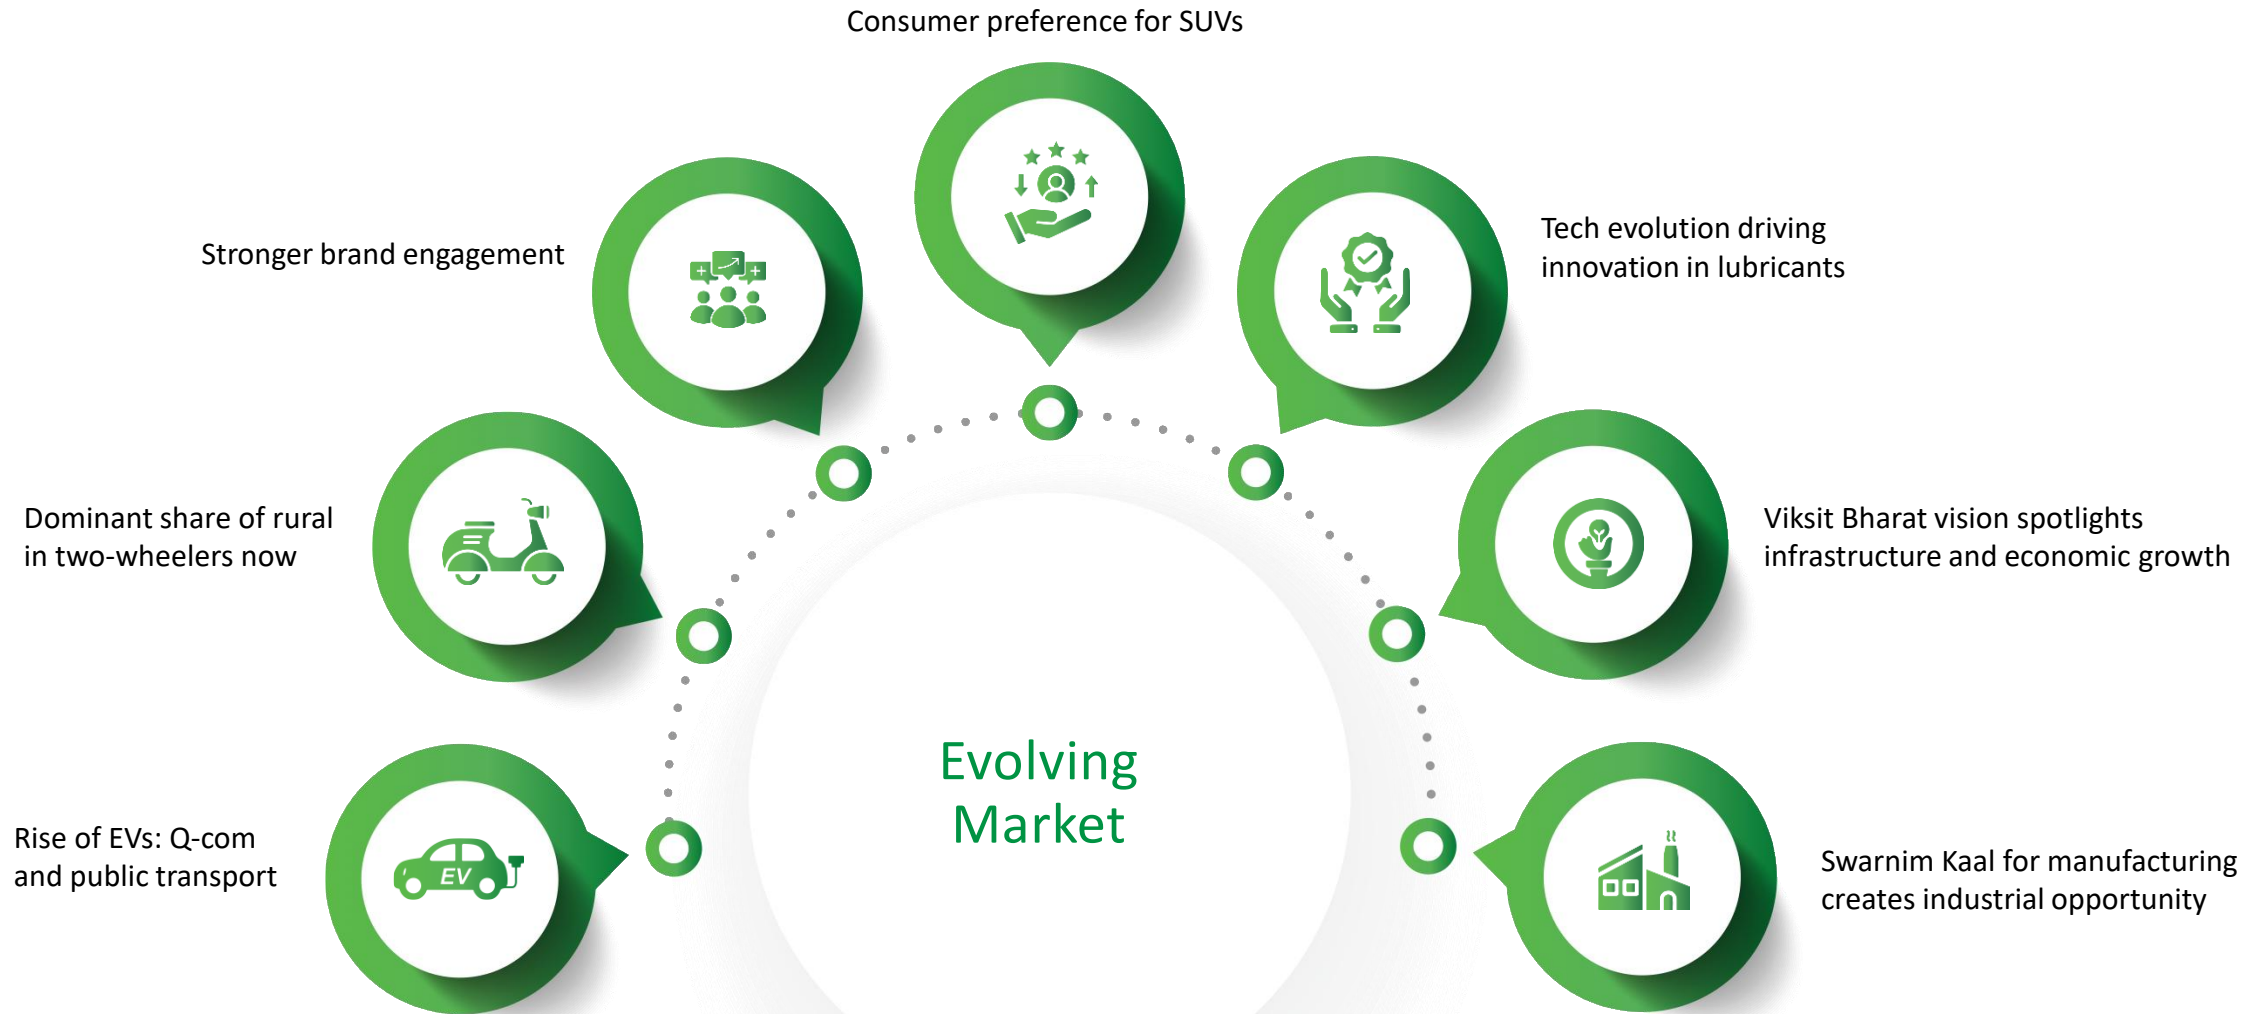 Consumer preference for SUVs
Stronger brand engagement
Tech evolution driving
innovation in lubricants
Dominant share of rural
in two-wheelers now
Viksit Bharat vision spotlights
infrastructure and economic growth
Evolving
Market
Rise of EVs: Q-com
and public transport
EV
Swarnim Kaal for manufacturing
creates industrial opportunity